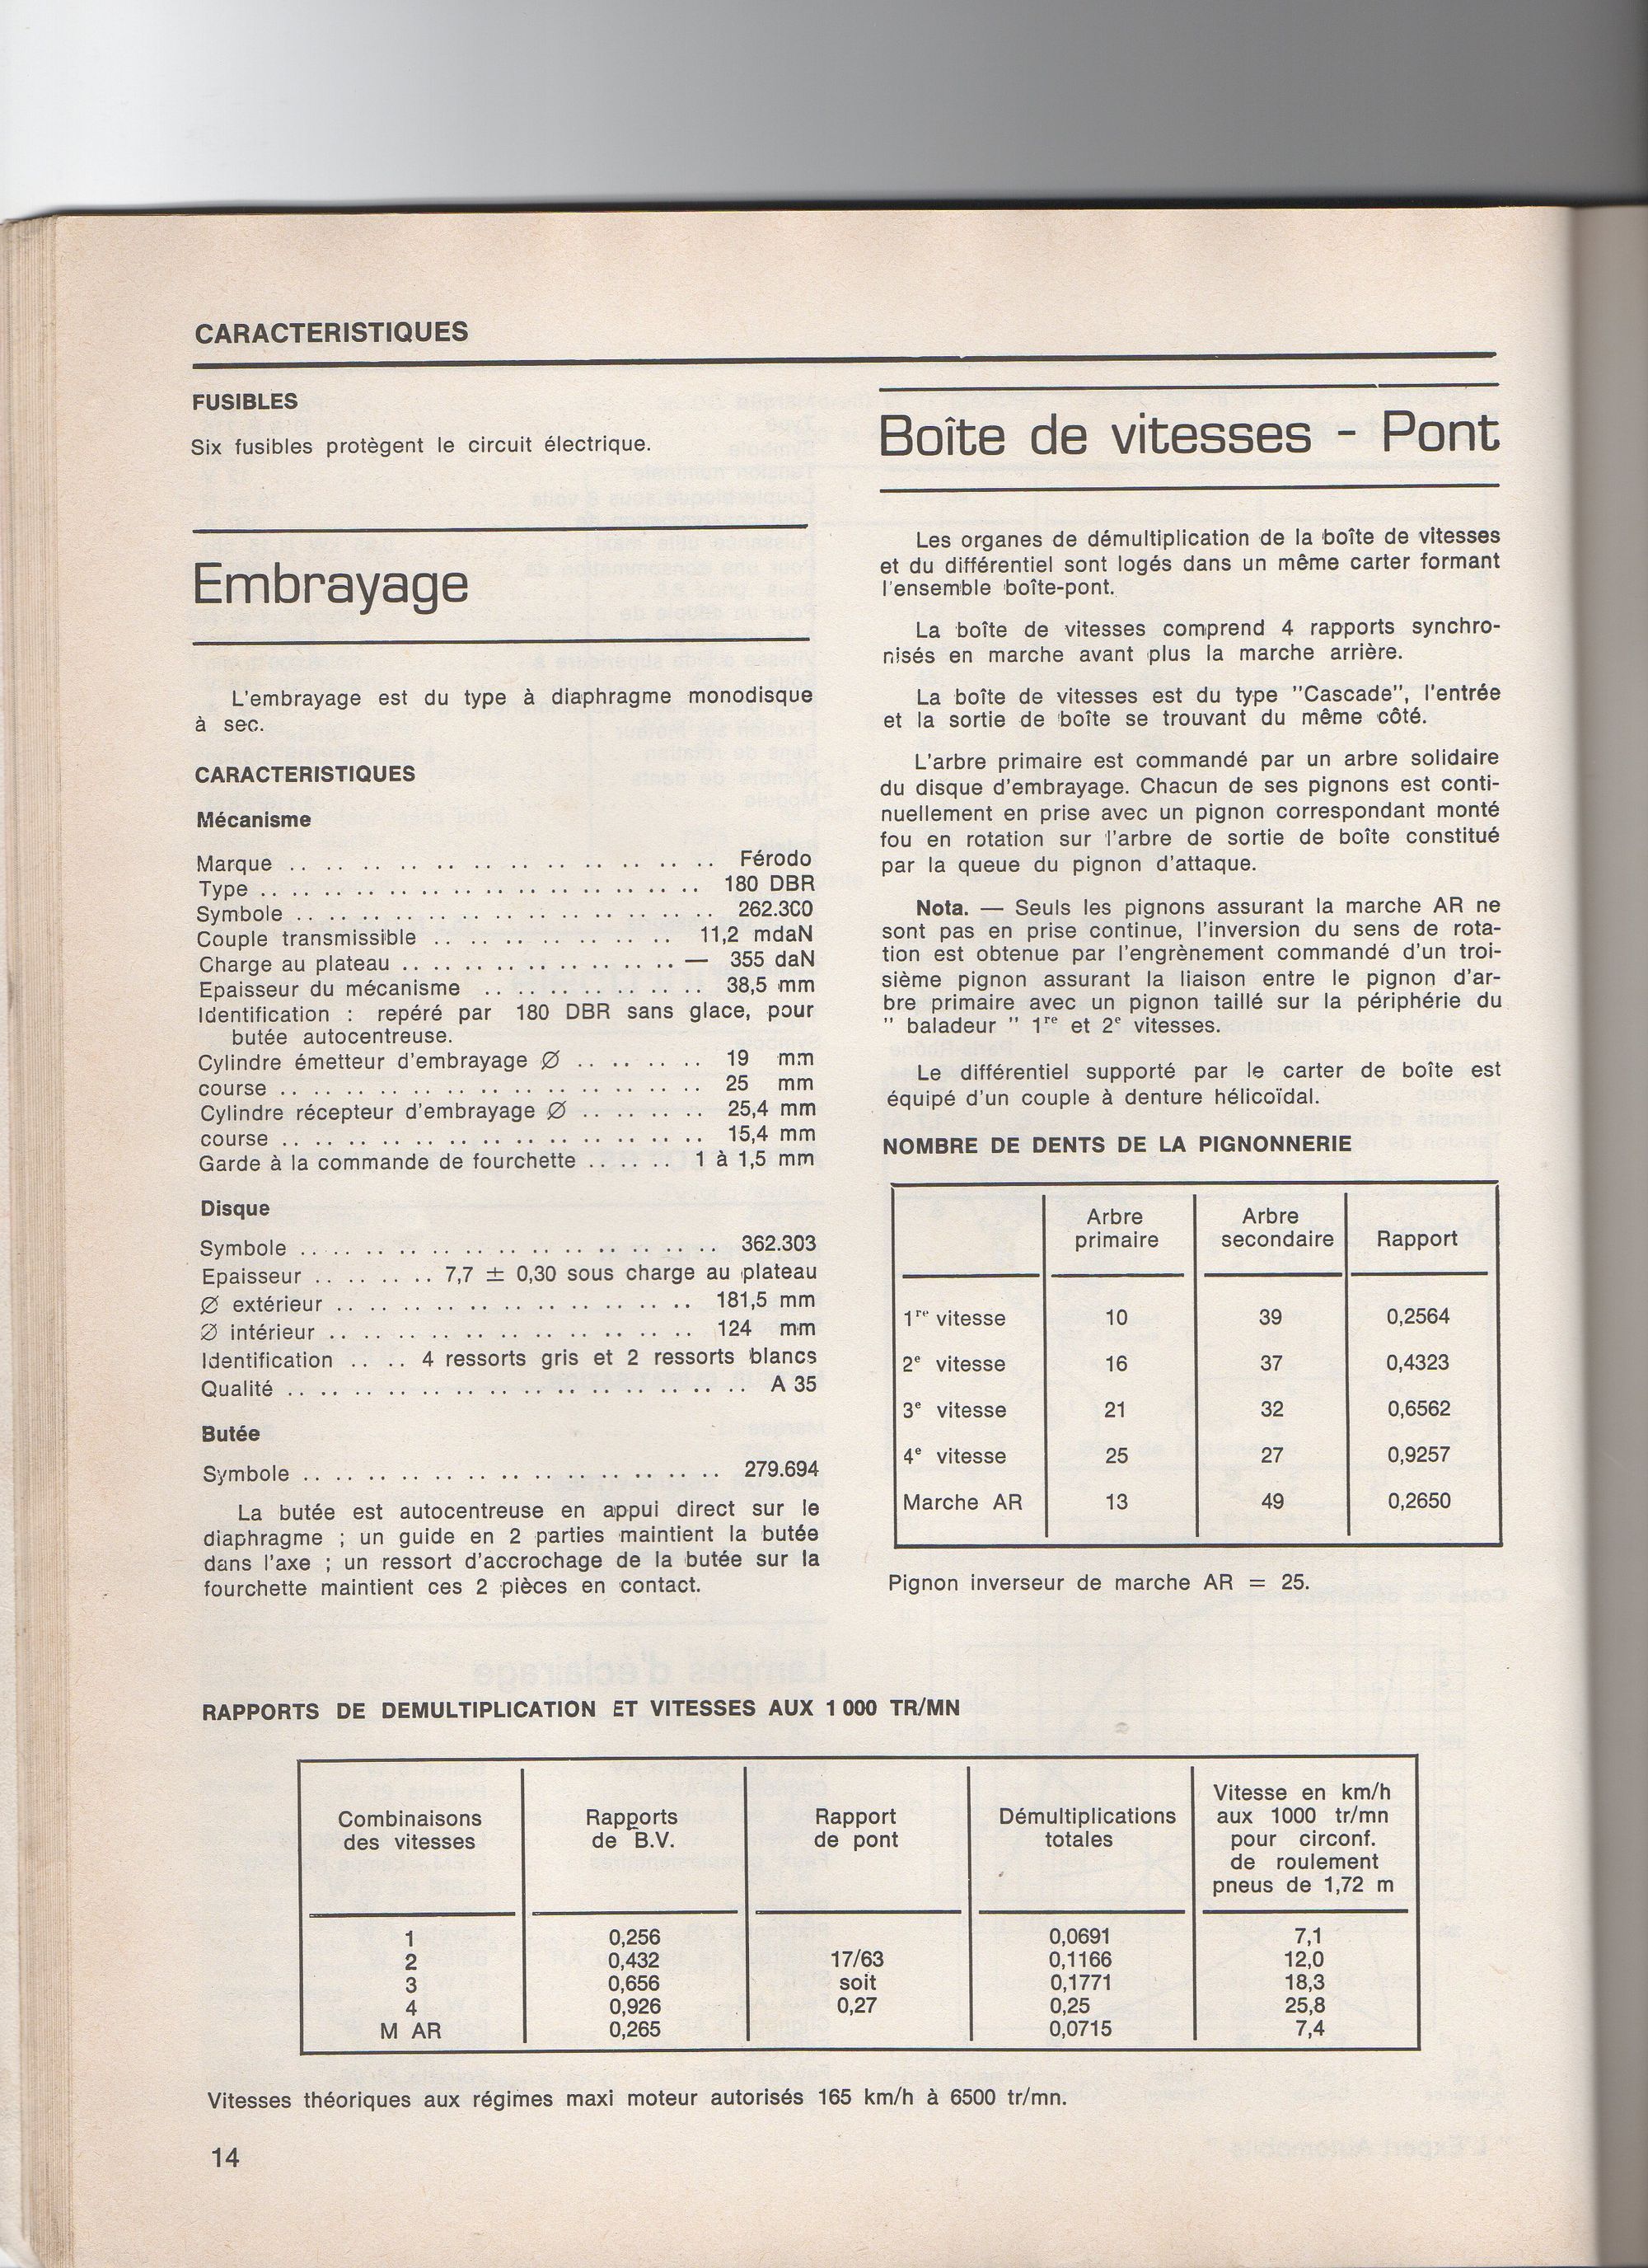 CARACTERISTIQUES
FUSIBLES
Six fusibles protègent le circuit électrique.
Embrayage
L'embrayage est du type à diaphragme monodisque
à sec.
CARACTERISTIQUES
Mécanisme
Marque .. .. .. .. .. .. .. .. .. .. .. .. Férodo
Type .. .. .. .. .. .. .. .. .. .. .. .. .. .. 180 DBR
Symbole .. .. .. .. .. .. .. .. .. .. .. .. .. 262.300
Couple transmissible .. .. .. .. .. .. .. 11,2 mdaN
Charge au plateau .. .. .. .. .. .. .. .. .. — 355 daN
Epaisseur du mécanisme .. .. .. .. .. .. 38,5 mm
Identification : repéré par 180 DBR sans glace, pour
butée autocentreuse.
Cylindre émetteur d'embrayage Ø .. .. .. .. 19 mm
course .. .. .. .. .. .. .. .. .. .. .. .. .. 25 mm
Cylindre récepteur d'embrayage Ø .. .. .. .. 25,4 mm
course .. .. .. .. .. .. .. .. .. .. .. .. .. 15,4 mm
Garde à la commande de fourchette .. .. .. 1 à 1,5 mm
Disque
Symbole .. .. .. .. .. .. .. .. .. .. .. .. .. 362.303
Epaisseur .. .. .. .. 7,7 ± 0,30 sous charge au plateau
Ø extérieur .. .. .. .. .. .. .. .. .. .. .. 181,5 mm
Ø intérieur .. .. .. .. .. .. .. .. .. .. .. 124 mm
Identification .. .. 4 ressorts gris et 2 ressorts blancs
Qualité .. .. .. .. .. .. .. .. .. .. .. .. .. .. A 35
Butée
Symbole .. .. .. .. .. .. .. .. .. .. .. .. .. 279.694
La butée est autocentreuse en appui direct sur le
diaphragme ; un guide en 2 parties maintient la butée
dans l'axe ; un ressort d'accrochage de la butée sur la
fourchette maintient ces 2 pièces en contact.
Boîte de vitesses - Pont
Les organes de démultiplication de la boîte de vitesses
et du différentiel sont logés dans un même carter formant
l'ensemble boîte-pont.
La boîte de vitesses comprend 4 rapports synchro-
nisés en marche avant plus la marche arrière.
La boîte de vitesses est du type "Cascade", l'entrée
et la sortie de boîte se trouvant du même côté.
L'arbre primaire est commandé par un arbre solidaire
du disque d'embrayage. Chacun de ses pignons est conti-
nuellement en prise avec un pignon correspondant monté
fou en rotation sur l'arbre de sortie de boîte constitué
par la queue du pignon d'attaque.
Nota. — Seuls les pignons assurant la marche AR ne
sont pas en prise continue, l'inversion du sens de rota-
tion est obtenue par l'engrènement commandé d'un troi-
sième pignon assurant la liaison entre le pignon d'ar-
bre primaire avec un pignon taillé sur la périphérie du
" baladeur " 1re et 2e vitesses.
Le différentiel supporté par le carter de boîte est
équipé d'un couple à denture hélicoïdal.
NOMBRE DE DENTS DE LA PIGNONNERIE
Arbre primaire Arbre secondaire Rapport
1re vitesse 10 39 0,2564
2e vitesse 16 37 0,4323
3e vitesse 21 32 0,6562
4e vitesse 25 27 0,9257
Marche AR 13 49 0,2650
Pignon inverseur de marche AR = 25.
RAPPORTS DE DEMULTIPLICATION ET VITESSES AUX 1 000 TR/MN
Combinaisons des vitesses Rapports de B.V. Rapport de pont Démultiplications totales Vitesse en km/h aux 1000 tr/mn pour circonf. de roulement pneus de 1,72 m
1 0,256 0,0691 7,1
2 0,432 17/63 0,1166 12,0
3 0,656 soit 0,1771 18,3
4 0,926 0,27 0,25 25,8
M AR 0,265 0,0715 7,4
Vitesses théoriques aux régimes maxi moteur autorisés 165 km/h à 6500 tr/mn.
14